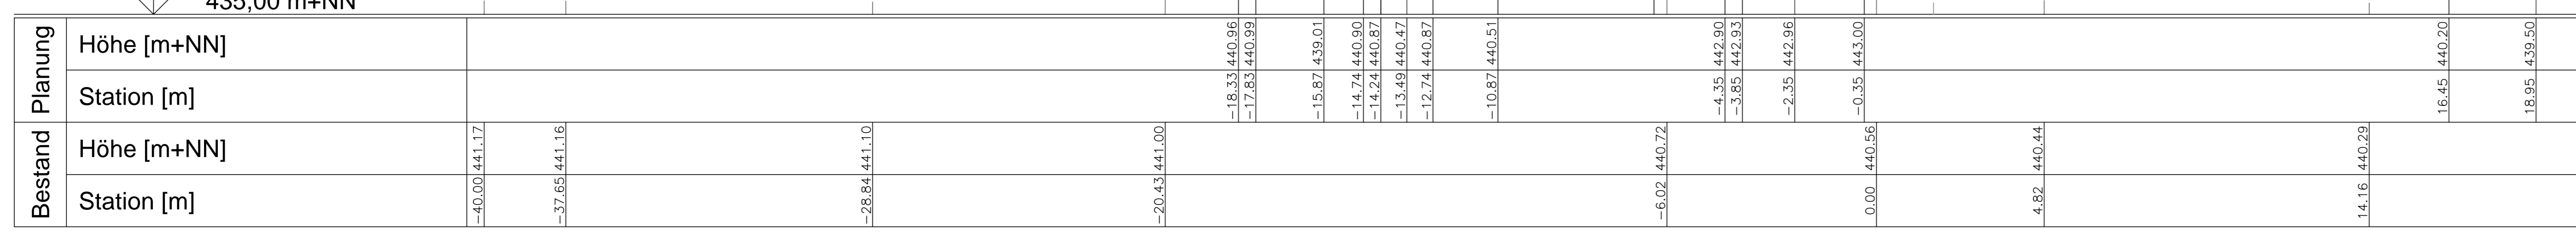 435,00 m+NN
Planung
Höhe [m+NN] 440.96 440.99 439.01 440.90 440.87 440.47 440.87 440.51 442.90 442.93 442.96 443.00 440.20 439.50
Station [m] -18.33 -17.83 -15.87 -14.74 -14.24 -13.49 -12.74 -10.87 -4.35 -3.85 -2.35 -0.35 16.45 18.95
Bestand
Höhe [m+NN] 441.17 441.16 441.10 441.00 440.72 440.56 440.44 440.29
Station [m] -40.00 -37.65 -28.84 -20.43 -6.02 0.00 4.82 14.16